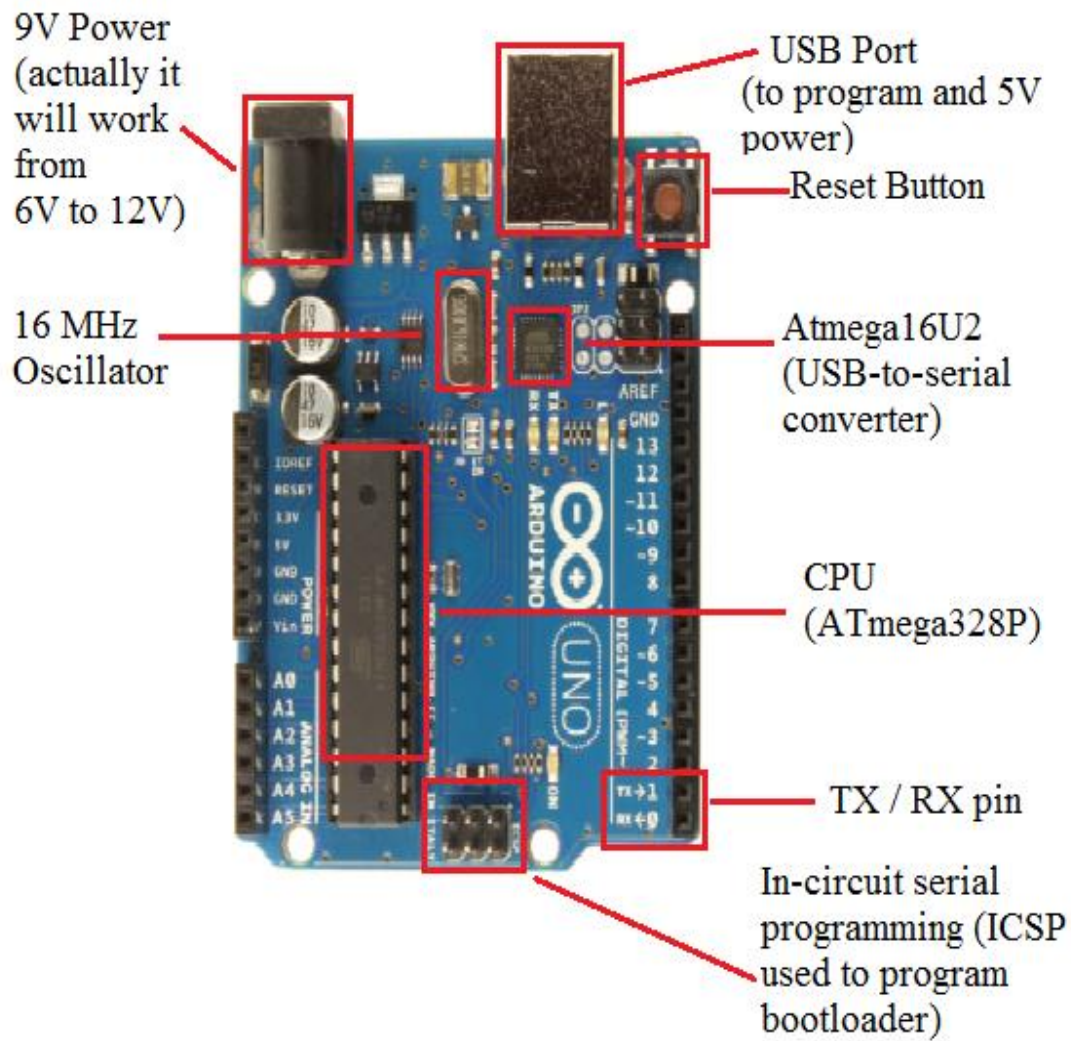 9V Power
(actually it
will work
from
6V to 12V)
USB Port
(to program and 5V
power)
Reset Button
16 MHz
Oscillator
Atmega16U2
(USB-to-serial
converter)
CPU
(ATmega328P)
TX / RX pin
In-circuit serial
programming (ICSP
used to program
bootloader)
AREF
GND
13
12
~11
~10
~9
8
7
~6
~5
4
~3
2
TX→1
RX←0
DIGITAL (PWM~)
TX
RX
L
ARDUINO
UNO
ON
ICSP
IOREF
RESET
3.3V
5V
GND
GND
Vin
POWER
A0
A1
A2
A3
A4
A5
ANALOG IN